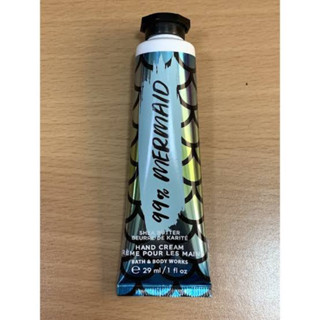 99% MERMAID
SHEA BUTTER
BEURRE DE KARITÉ
HAND CREAM
CRÈME POUR LES MAINS
BATH & BODY WORKS
e 29 ml / 1 fl oz